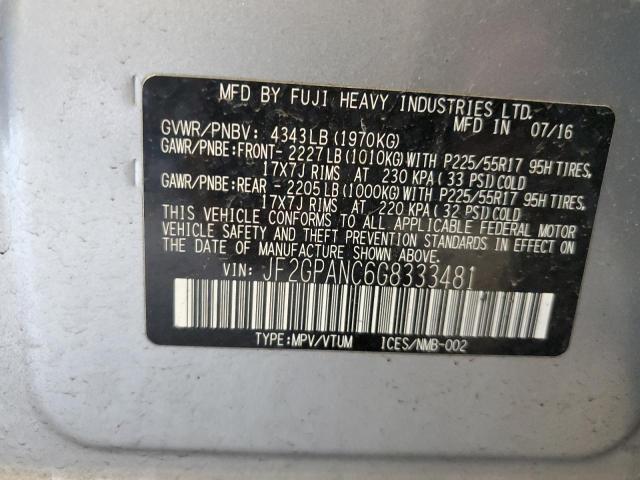 MFD BY FUJI HEAVY INDUSTRIES LTD.
MFD IN 07/16
GVWR/PNBV: 4343LB(1970KG)
GAWR/PNBE:FRONT- 2227LB(1010KG)WITH P225/55R17 95H TIRES,
17X7J RIMS AT 230 KPA(33 PSI)COLD
GAWR/PNBE:REAR - 2205LB(1000KG)WITH P225/55R17 95H TIRES,
17X7J RIMS AT 220 KPA(32 PSI)COLD
THIS VEHICLE CONFORMS TO ALL APPLICABLE FEDERAL MOTOR
VEHICLE SAFETY AND THEFT PREVENTION STANDARDS IN EFFECT ON
THE DATE OF MANUFACTURE SHOWN ABOVE.
VIN: JF2GPANC6G8333481
TYPE:MPV/VTUM ICES/NMB-002